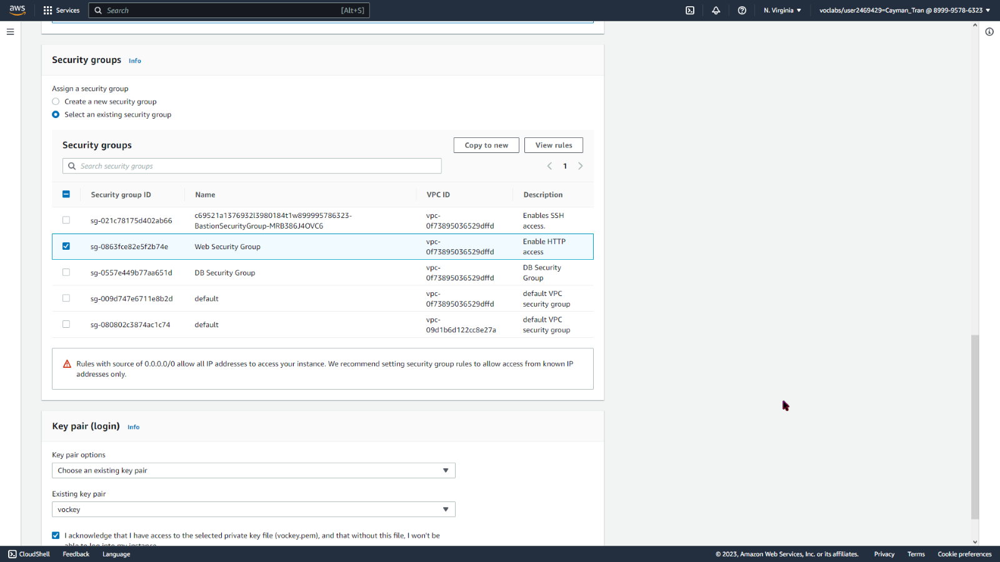 aws
Services
Search
[Alt+S]
N. Virginia
voclabs/user2469429=Cayman_Tran @ 8999-9578-6323
Security groups Info
Assign a security group
Create a new security group
Select an existing security group
Security groups
Copy to new
View rules
Search security groups
1
Security group ID Name VPC ID Description
sg-021c78175d402ab66 c69521a1376932l3980184t1w899995786323- vpc- Enables SSH
BastionSecurityGroup-MRB386J4OVC6 0f73895036529dffd access.
sg-0863fce82e5f2b74e Web Security Group vpc- Enable HTTP
0f73895036529dffd access
sg-0557e449b77aa651d DB Security Group vpc- DB Security
0f73895036529dffd Group
sg-009d747e6711e8b2d default vpc- default VPC
0f73895036529dffd security group
sg-080802c3874ac1c74 default vpc- default VPC
09d1b6d122cc8e27a security group
Rules with source of 0.0.0.0/0 allow all IP addresses to access your instance. We recommend setting security group rules to allow access from known IP
addresses only.
Key pair (login) Info
Key pair options
Choose an existing key pair
Existing key pair
vockey
I acknowledge that I have access to the selected private key file (vockey.pem), and that without this file, I won't be
able to log into my instance.
CloudShell Feedback Language
© 2023, Amazon Web Services, Inc. or its affiliates. Privacy Terms Cookie preferences